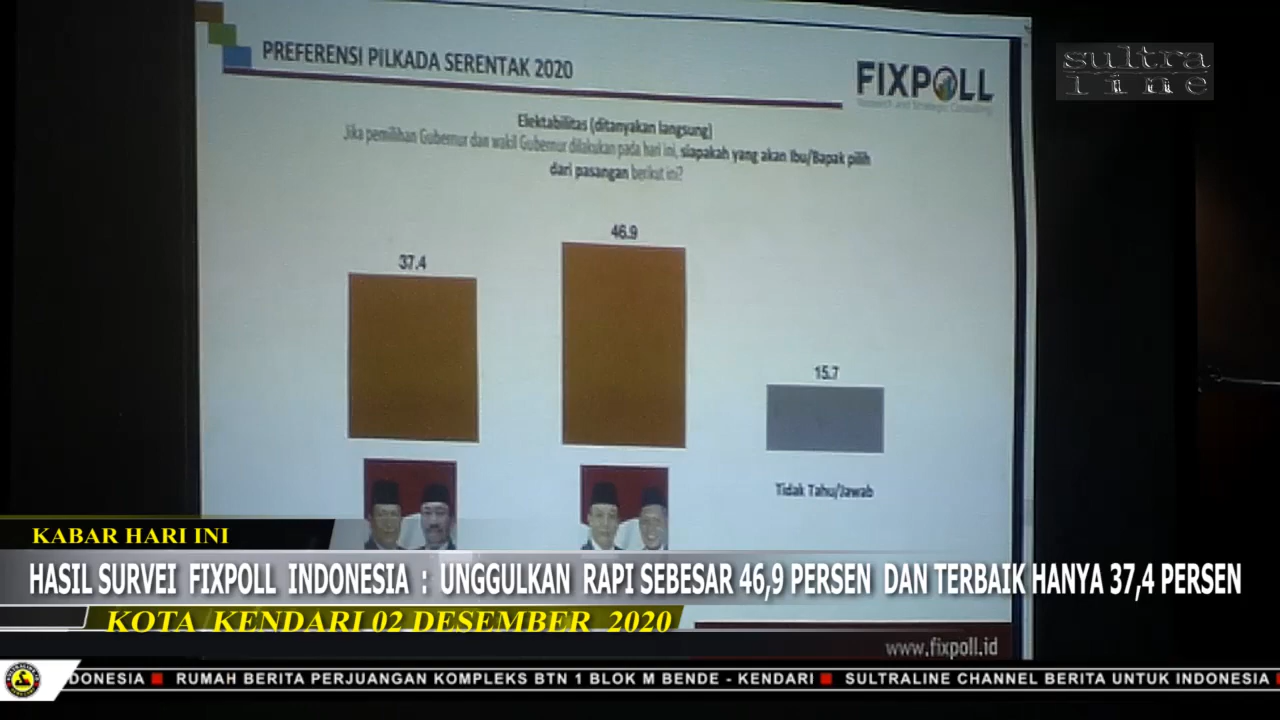 PREFERENSI PILKADA SERENTAK 2020
FIXPOLL
Research and Strategic Consulting
sultra
line
Elektabilitas (ditanyakan langsung)
Jika pemilihan Gubernur dan wakil Gubernur dilakukan pada hari ini, siapakah yang akan Ibu/Bapak pilih
dari pasangan berikut ini?
37.4
46.9
15.7
Tidak Tahu/Jawab
KABAR HARI INI
HASIL SURVEI FIXPOLL INDONESIA : UNGGULKAN RAPI SEBESAR 46,9 PERSEN DAN TERBAIK HANYA 37,4 PERSEN
KOTA KENDARI 02 DESEMBER 2020
www.fixpoll.id
DONESIA ■ RUMAH BERITA PERJUANGAN KOMPLEKS BTN 1 BLOK M BENDE - KENDARI ■ SULTRALINE CHANNEL BERITA UNTUK INDONESIA